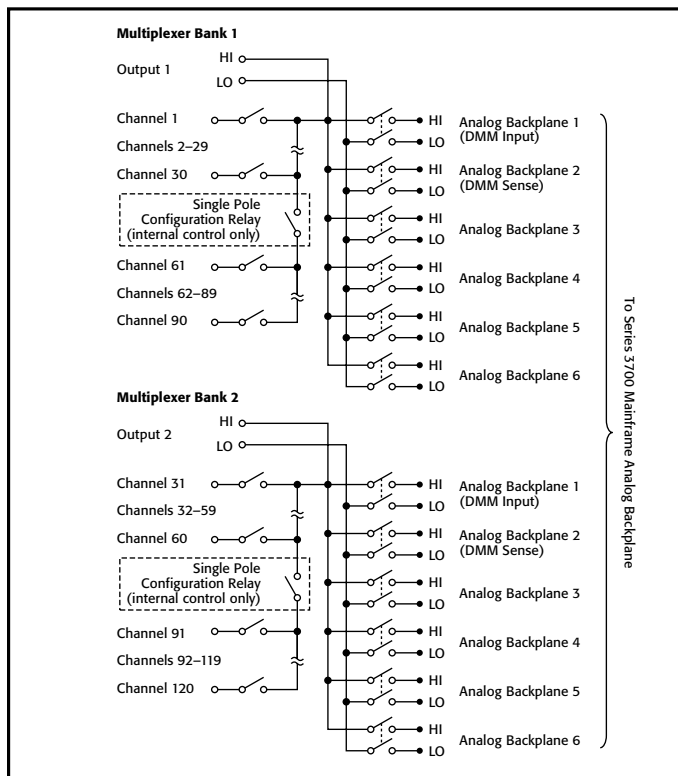 Multiplexer Bank 1
HI
Output 1
LO
Channel 1
HI
Analog Backplane 1
(DMM Input)
LO
Channels 2–29
HI
Analog Backplane 2
(DMM Sense)
LO
Channel 30
Single Pole
Configuration Relay
(internal control only)
HI
Analog Backplane 3
LO
Channel 61
HI
Analog Backplane 4
LO
Channels 62–89
HI
Analog Backplane 5
LO
Channel 90
HI
Analog Backplane 6
LO
Multiplexer Bank 2
HI
Output 2
LO
Channel 31
HI
Analog Backplane 1
(DMM Input)
LO
Channels 32–59
HI
Analog Backplane 2
(DMM Sense)
LO
Channel 60
Single Pole
Configuration Relay
(internal control only)
HI
Analog Backplane 3
LO
Channel 91
HI
Analog Backplane 4
LO
Channels 92–119
HI
Analog Backplane 5
LO
Channel 120
HI
Analog Backplane 6
LO
To Series 3700 Mainframe Analog Backplane